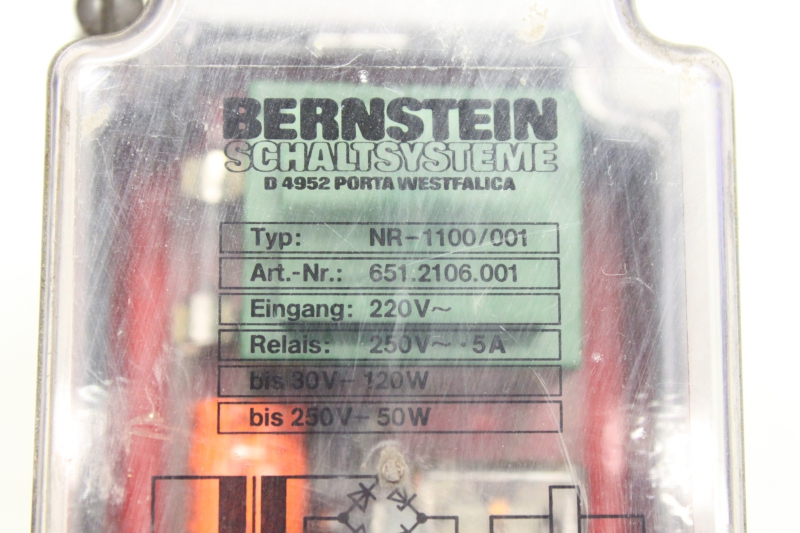 BERNSTEIN
SCHALTSYSTEME
D 4952 PORTA WESTFALICA
Typ: NR-1100/001
Art.-Nr.: 651.2106.001
Eingang: 220V~
Relais: 250V~ · 5A
bis 30V- 120W
bis 250V- 50W